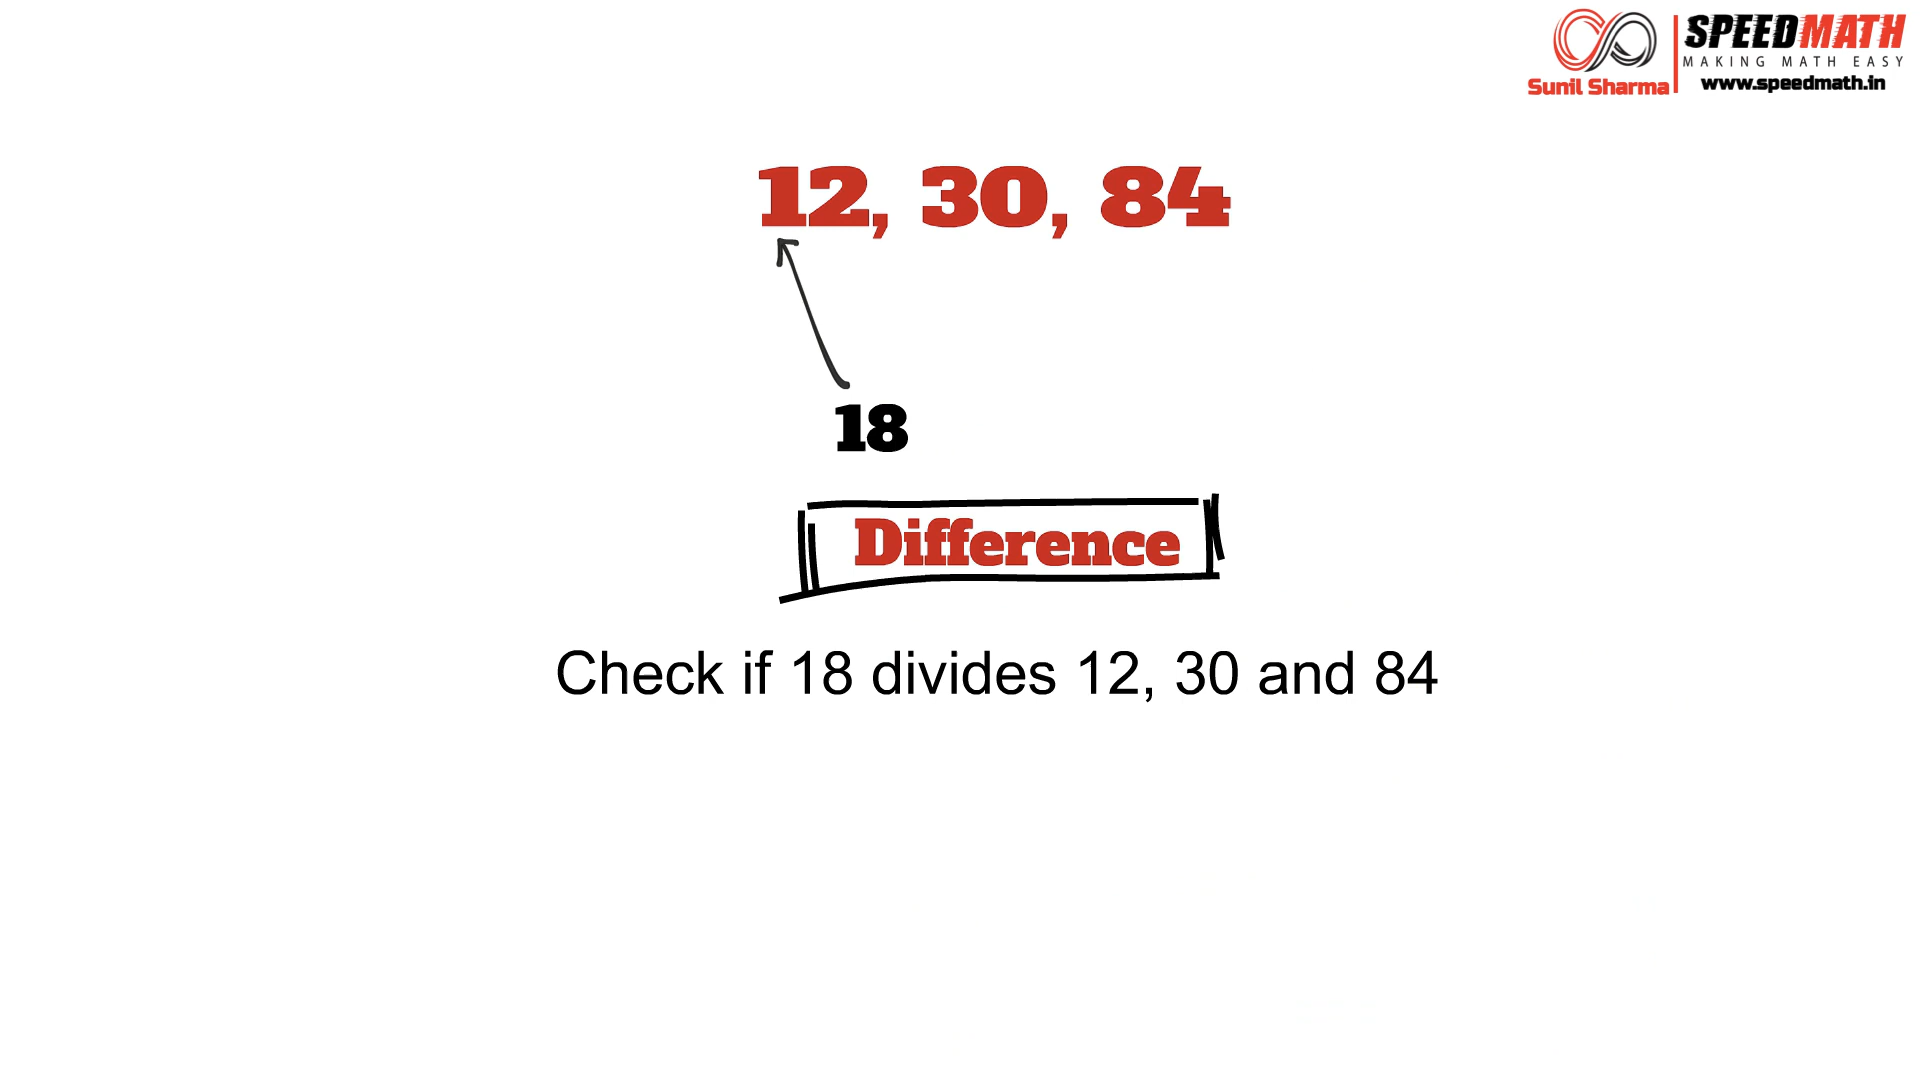 SPEEDMATH
MAKING MATH EASY
Sunil Sharma
www.speedmath.in
12, 30, 84
18
Difference
Check if 18 divides 12, 30 and 84